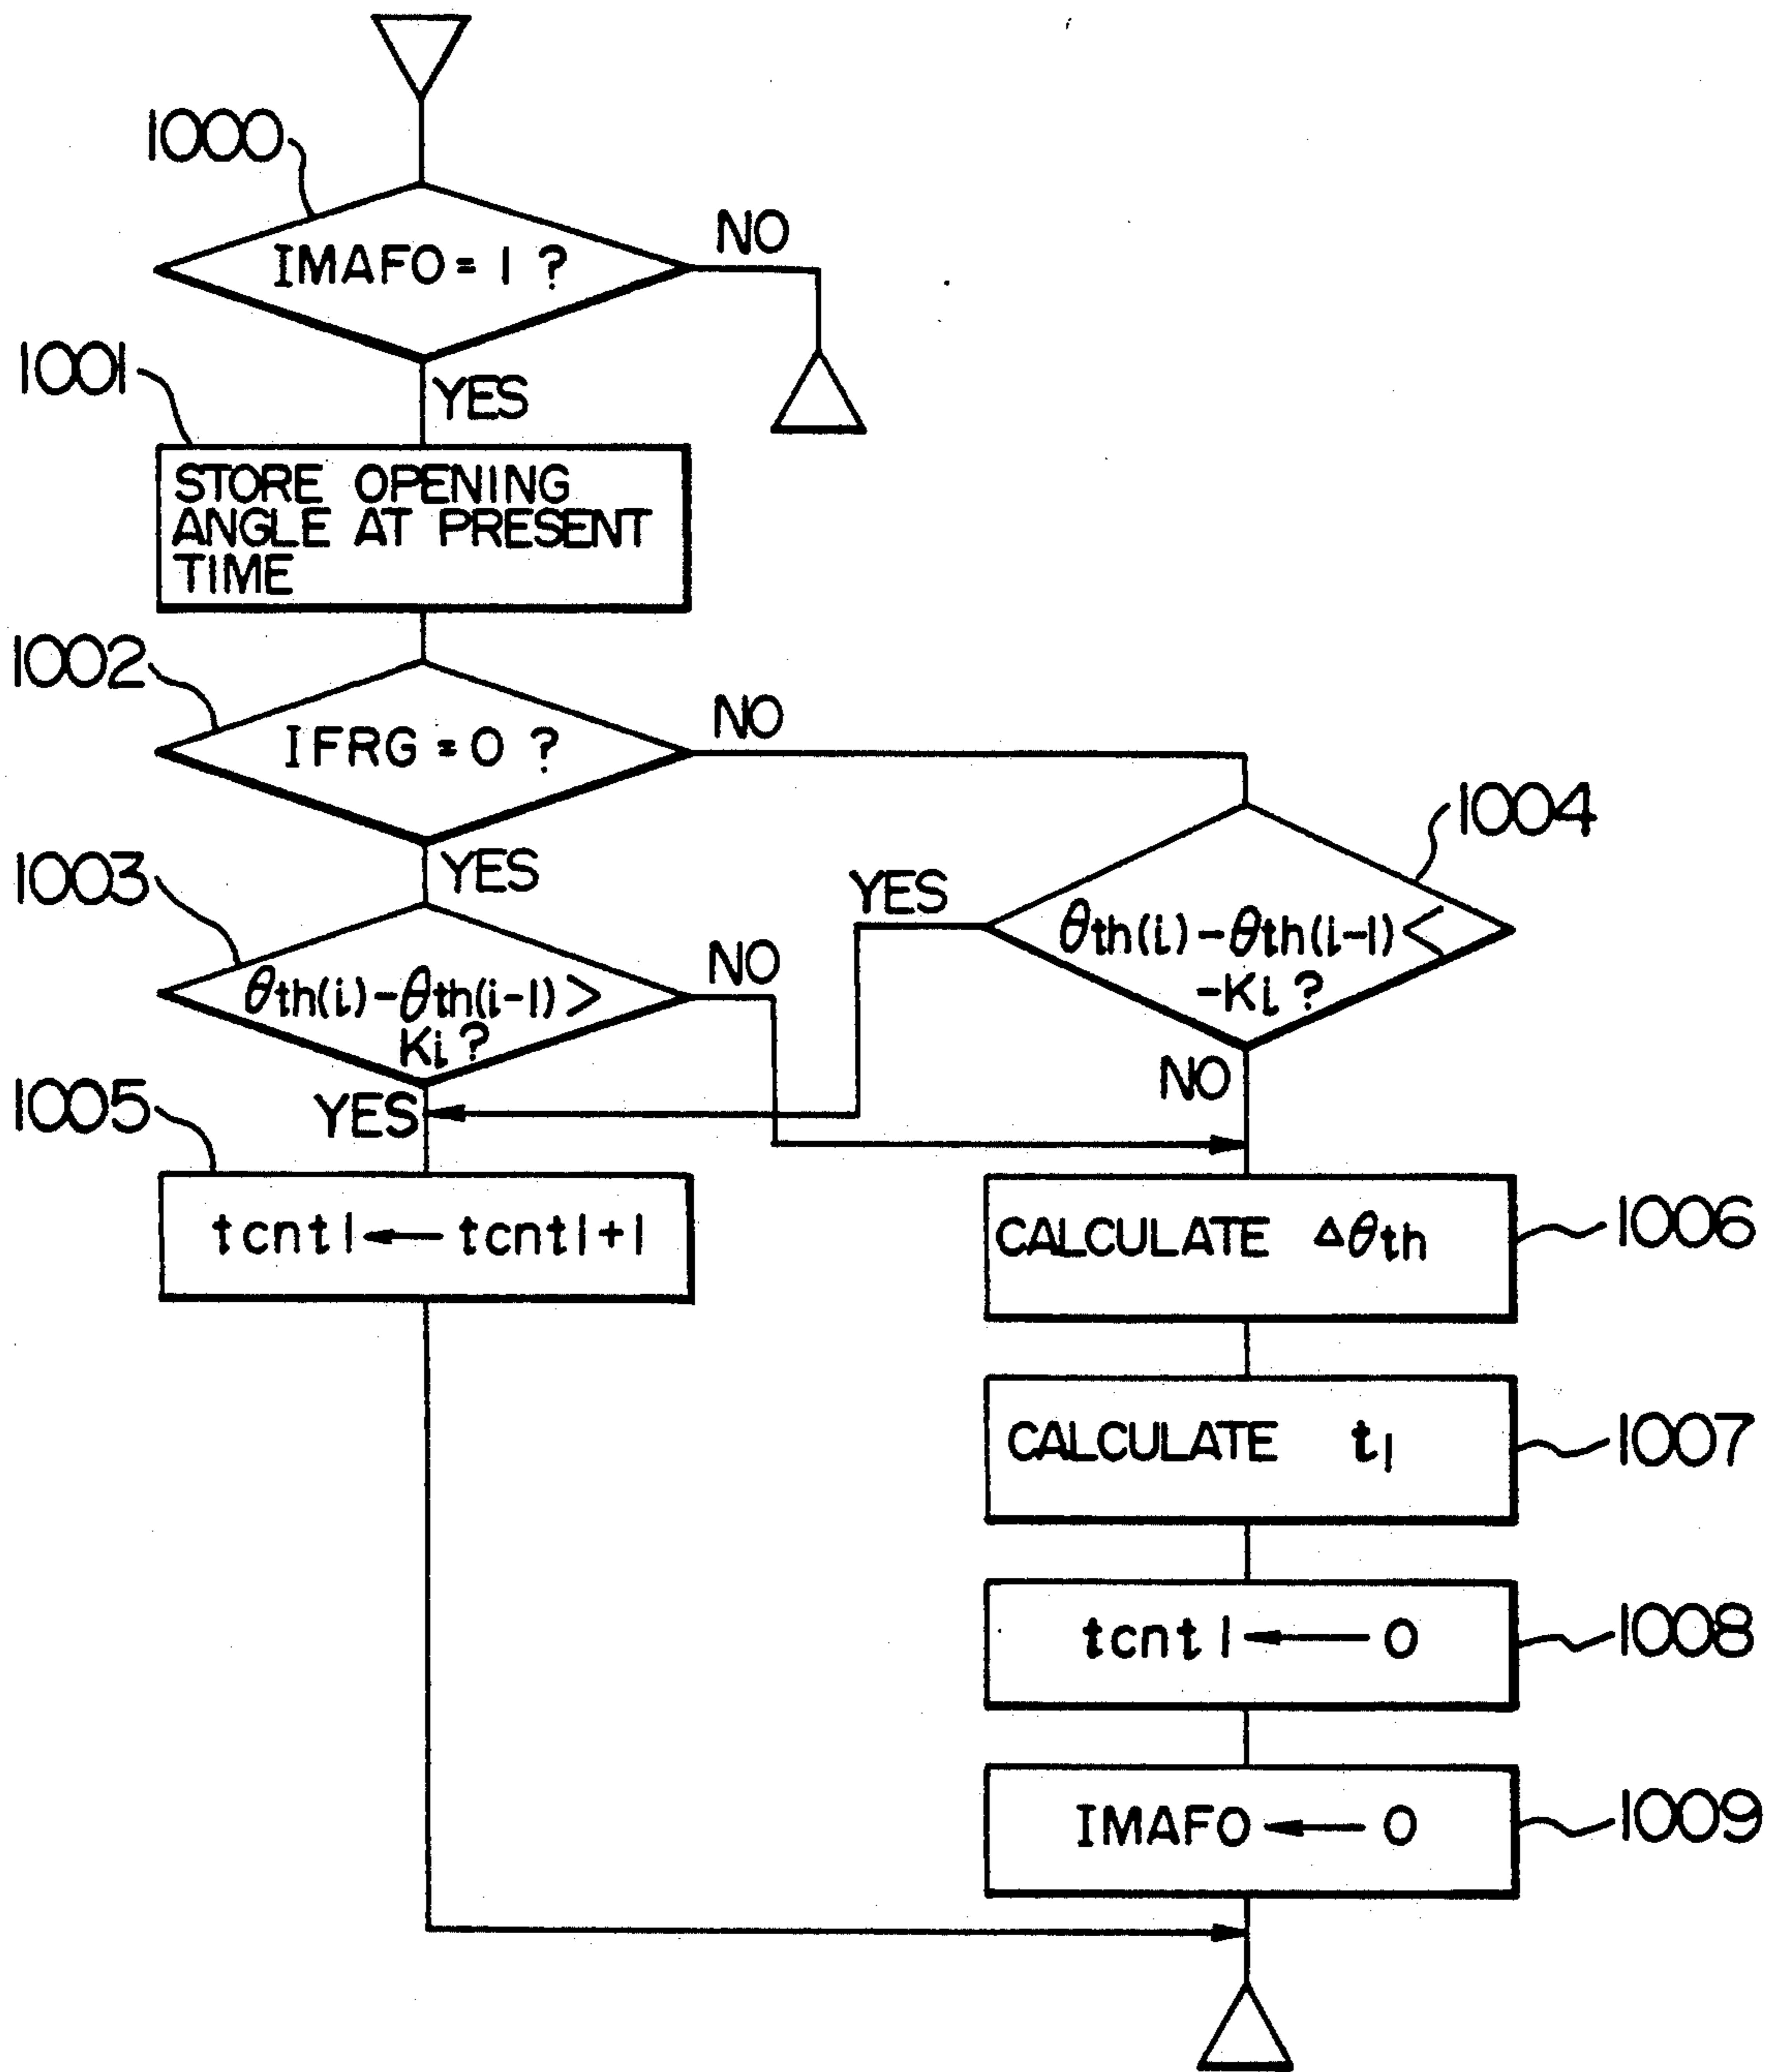 1000
IMAFO = 1 ?
NO
1001
YES
STORE OPENING
ANGLE AT PRESENT
TIME
1002
IFRG = 0 ?
NO
1003
YES
1004
YES
θth(i)-θth(i-1)<
-Ki ?
θth(i)-θth(i-1)>
Ki ?
NO
NO
1005
YES
tcnt1 ← tcnt1+1
CALCULATE Δθth
1006
CALCULATE t1
1007
tcnt1 ← 0
1008
IMAFO ← 0
1009